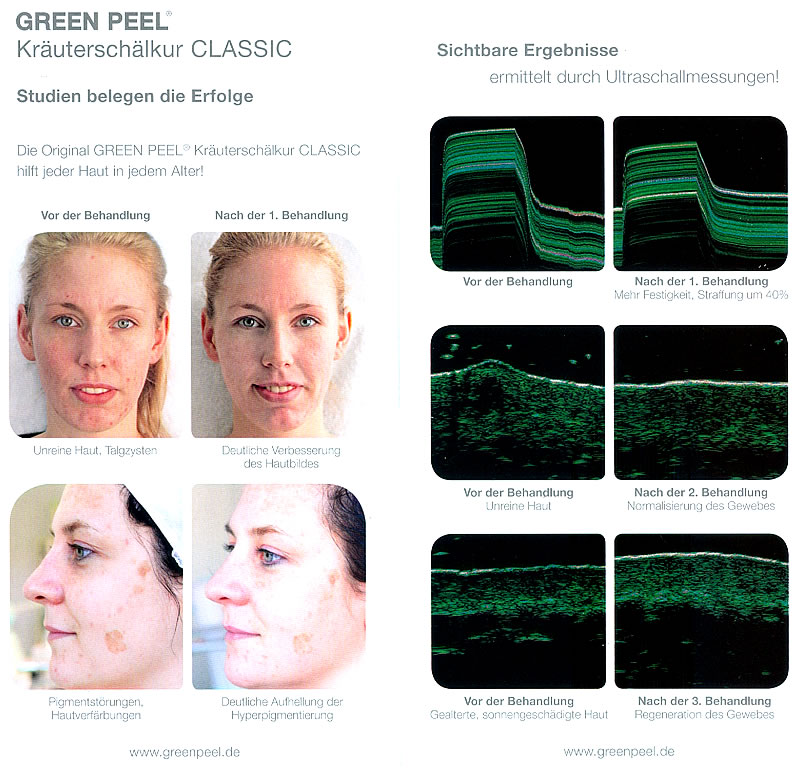 GREEN PEEL®
Kräuterschälkur CLASSIC
Studien belegen die Erfolge
Die Original GREEN PEEL® Kräuterschälkur CLASSIC
hilft jeder Haut in jedem Alter!
Vor der Behandlung
Nach der 1. Behandlung
Unreine Haut, Talgzysten
Deutliche Verbesserung
des Hautbildes
Pigmentstörungen,
Hautverfärbungen
Deutliche Aufhellung der
Hyperpigmentierung
www.greenpeel.de
Sichtbare Ergebnisse
ermittelt durch Ultraschallmessungen!
Vor der Behandlung
Nach der 1. Behandlung
Mehr Festigkeit, Straffung um 40%
Vor der Behandlung
Unreine Haut
Nach der 2. Behandlung
Normalisierung des Gewebes
Vor der Behandlung
Gealterte, sonnengeschädigte Haut
Nach der 3. Behandlung
Regeneration des Gewebes
www.greenpeel.de